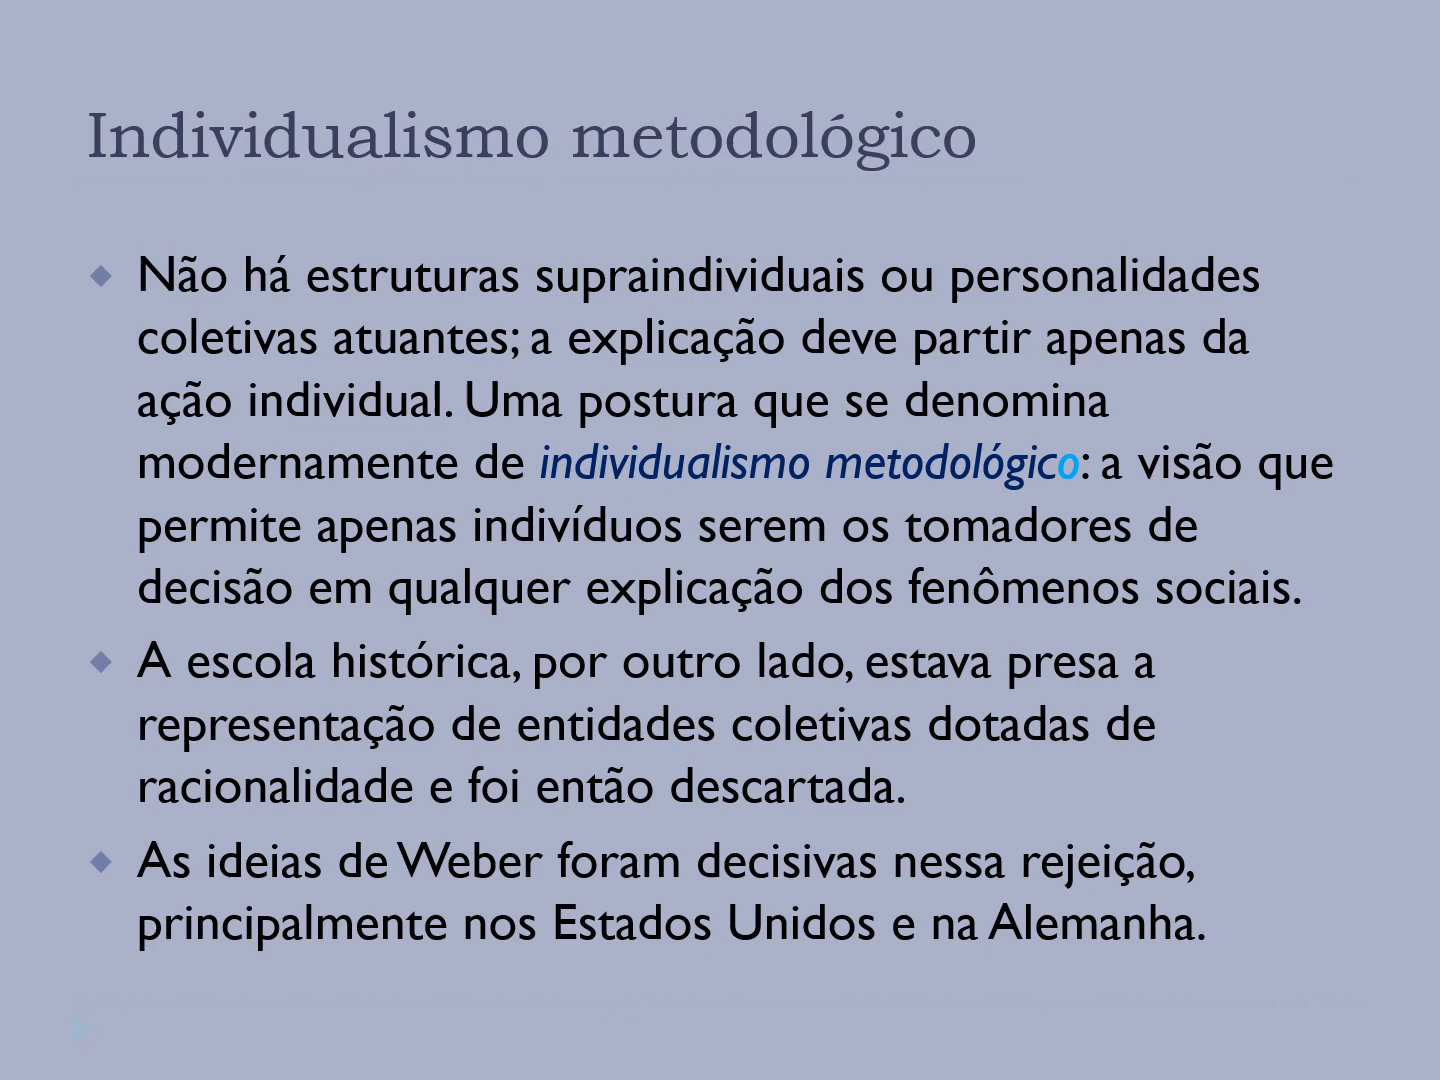 Individualismo metodológico
Não há estruturas supraindividuais ou personalidades
coletivas atuantes; a explicação deve partir apenas da
ação individual. Uma postura que se denomina
modernamente de individualismo metodológico: a visão que
permite apenas indivíduos serem os tomadores de
decisão em qualquer explicação dos fenômenos sociais.
A escola histórica, por outro lado, estava presa a
representação de entidades coletivas dotadas de
racionalidade e foi então descartada.
As ideias de Weber foram decisivas nessa rejeição,
principalmente nos Estados Unidos e na Alemanha.